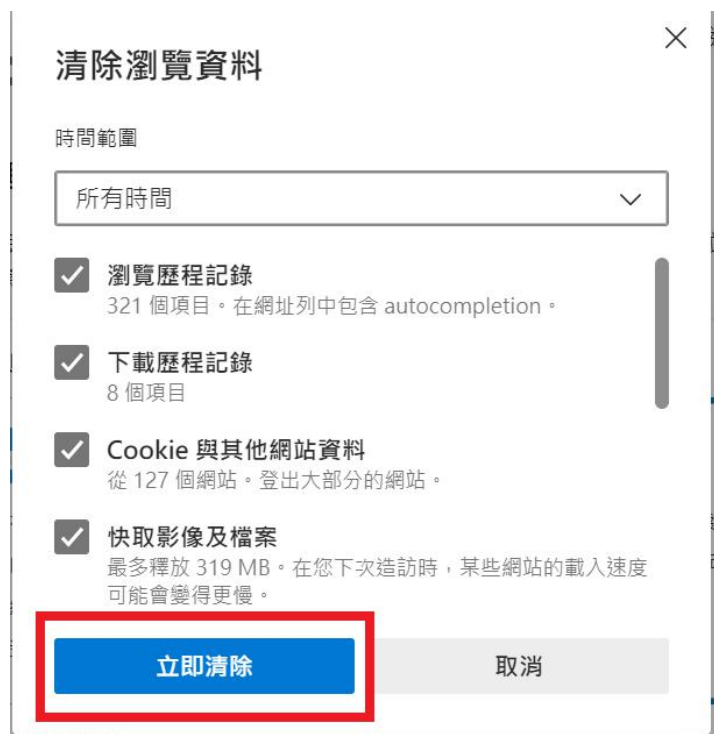 清除瀏覽資料
時間範圍
所有時間
瀏覽歷程記錄
321 個項目。在網址列中包含 autocompletion。
下載歷程記錄
8 個項目
Cookie 與其他網站資料
從 127 個網站。登出大部分的網站。
快取影像及檔案
最多釋放 319 MB。在您下次造訪時，某些網站的載入速度
可能會變得更慢。
立即清除
取消